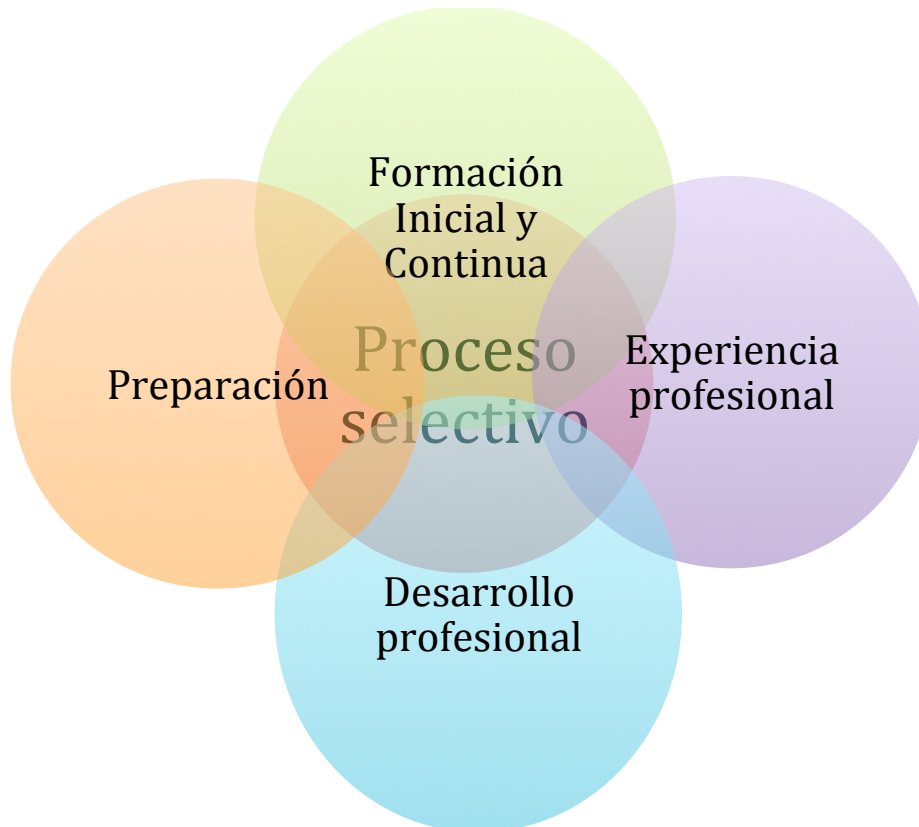 Formación
Inicial y
Continua
Proceso
selectivo
Preparación
Experiencia
profesional
Desarrollo
profesional